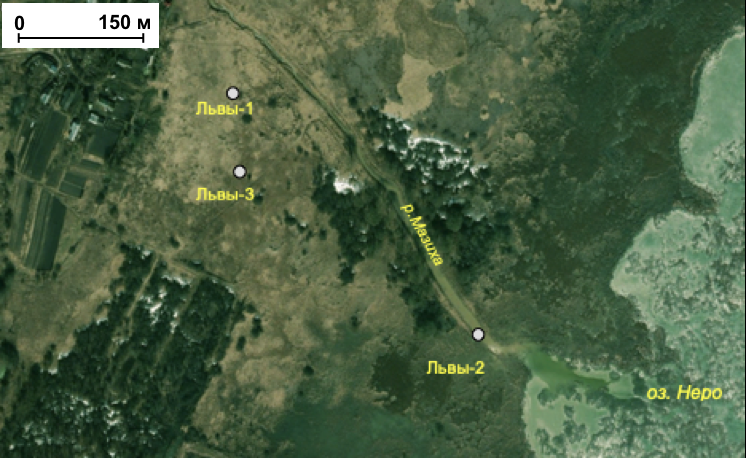 0 150 м
Львы-1
Львы-3
р.Мазиха
Львы-2
оз. Неро